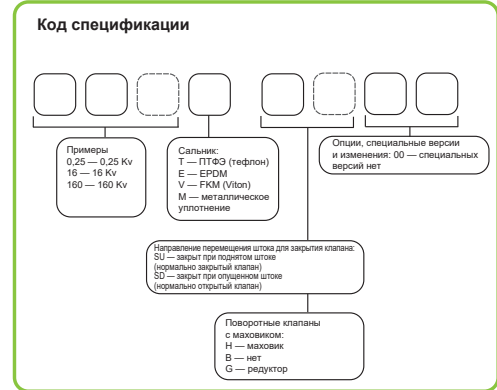 Код спецификации
Примеры
0,25 — 0,25 Kv
16 — 16 Kv
160 — 160 Kv
Сальник:
T — ПТФЭ (тефлон)
E — EPDM
V — FKM (Viton)
M — металлическое
уплотнение
Опции, специальные версии
и изменения: 00 — специальных
версий нет
Направление перемещения штока для закрытия клапана:
SU — закрыт при поднятом штоке
(нормально закрытый клапан)
SD — закрыт при опущенном штоке
(нормально открытый клапан)
Поворотные клапаны
с маховиком:
H — маховик
B — нет
G — редуктор